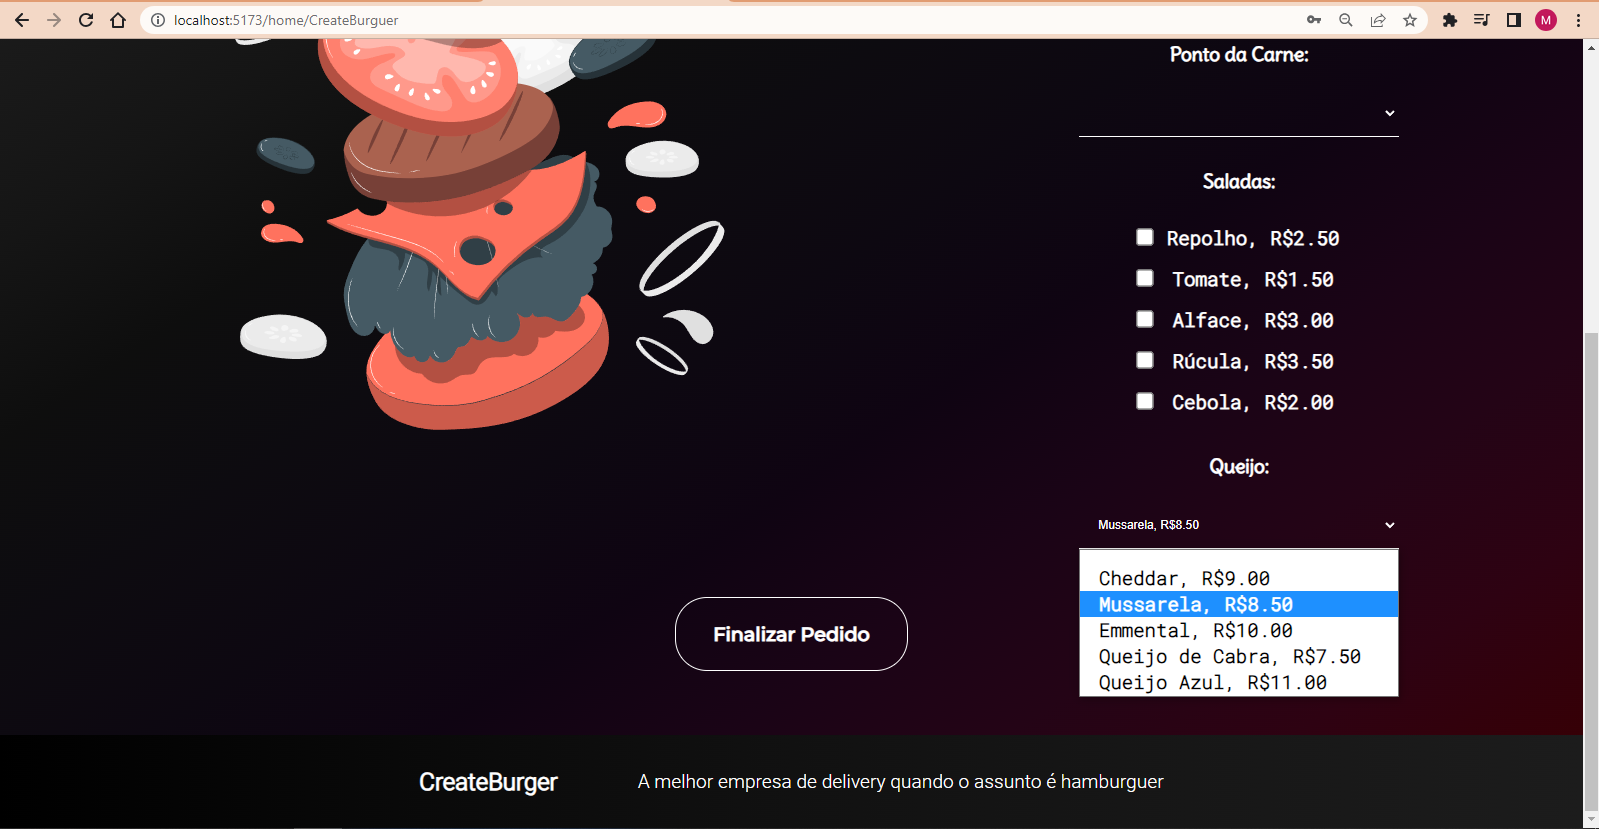 localhost:5173/home/CreateBurguer
M
Ponto da Carne:
Saladas:
Repolho, R$2.50
Tomate, R$1.50
Alface, R$3.00
Rúcula, R$3.50
Cebola, R$2.00
Queijo:
Mussarela, R$8.50
Cheddar, R$9.00
Mussarela, R$8.50
Emmental, R$10.00
Queijo de Cabra, R$7.50
Queijo Azul, R$11.00
Finalizar Pedido
CreateBurger
A melhor empresa de delivery quando o assunto é hamburguer